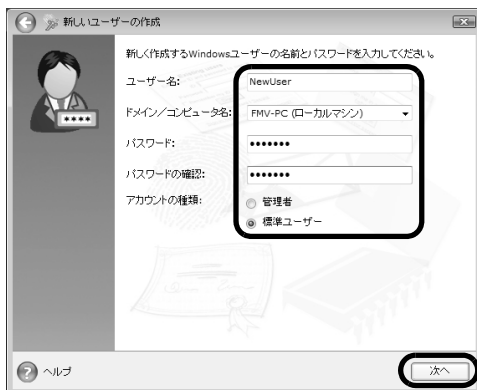 新しいユーザーの作成
新しく作成するWindowsユーザーの名前とパスワードを入力してください。
ユーザー名: NewUser
ドメイン／コンピュータ名: FMV-PC (ローカルマシン)
パスワード: •••••••
パスワードの確認: •••••••
アカウントの種類: 管理者
標準ユーザー
****
ヘルプ 次へ